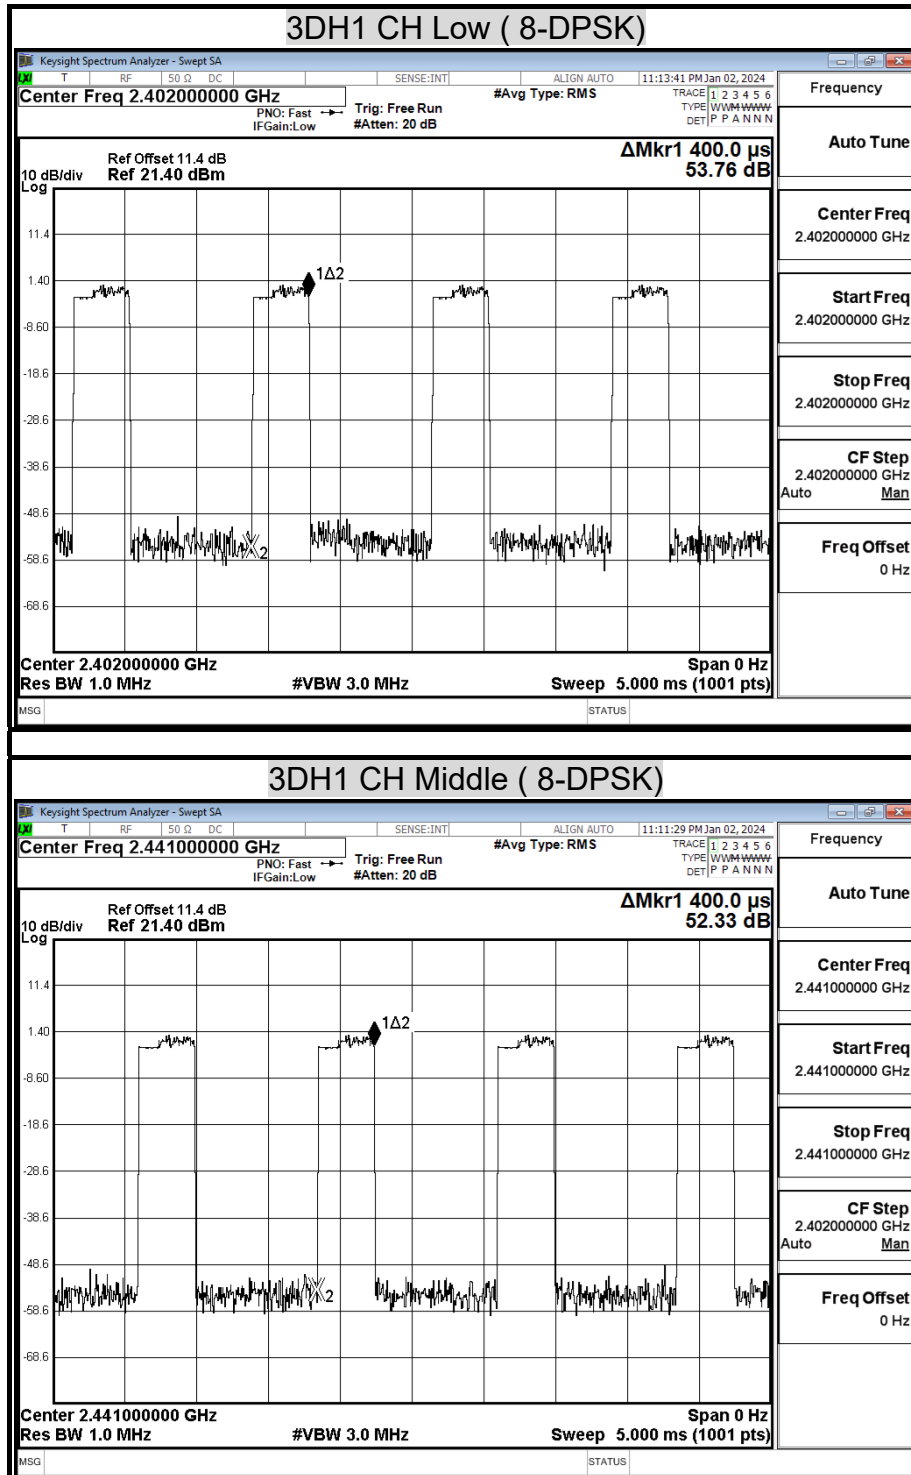 3DH1 CH Low ( 8-DPSK)
Keysight Spectrum Analyzer - Swept SA
LXI T RF 50 Ω DC SENSE:INT ALIGN AUTO 11:13:41 PM Jan 02, 2024
Center Freq 2.402000000 GHz
PNO: Fast
IFGain:Low
Trig: Free Run
#Atten: 20 dB
#Avg Type: RMS
TRACE 1 2 3 4 5 6
TYPE WWMWWWW
DET P P A N N N
ΔMkr1 400.0 µs
53.76 dB
Ref Offset 11.4 dB
10 dB/div Ref 21.40 dBm
Log
11.4
1.40
-8.60
-18.6
-28.6
-38.6
-48.6
-58.6
-68.6
1Δ2
2
Center 2.402000000 GHz Span 0 Hz
Res BW 1.0 MHz #VBW 3.0 MHz Sweep 5.000 ms (1001 pts)
MSG STATUS
Frequency
Auto Tune
Center Freq
2.402000000 GHz
Start Freq
2.402000000 GHz
Stop Freq
2.402000000 GHz
CF Step
2.402000000 GHz
Auto Man
Freq Offset
0 Hz
3DH1 CH Middle ( 8-DPSK)
Keysight Spectrum Analyzer - Swept SA
LXI T RF 50 Ω DC SENSE:INT ALIGN AUTO 11:11:29 PM Jan 02, 2024
Center Freq 2.441000000 GHz
PNO: Fast
IFGain:Low
Trig: Free Run
#Atten: 20 dB
#Avg Type: RMS
TRACE 1 2 3 4 5 6
TYPE WWMWWWW
DET P P A N N N
ΔMkr1 400.0 µs
52.33 dB
Ref Offset 11.4 dB
10 dB/div Ref 21.40 dBm
Log
11.4
1.40
-8.60
-18.6
-28.6
-38.6
-48.6
-58.6
-68.6
1Δ2
2
Center 2.441000000 GHz Span 0 Hz
Res BW 1.0 MHz #VBW 3.0 MHz Sweep 5.000 ms (1001 pts)
MSG STATUS
Frequency
Auto Tune
Center Freq
2.441000000 GHz
Start Freq
2.441000000 GHz
Stop Freq
2.441000000 GHz
CF Step
2.402000000 GHz
Auto Man
Freq Offset
0 Hz